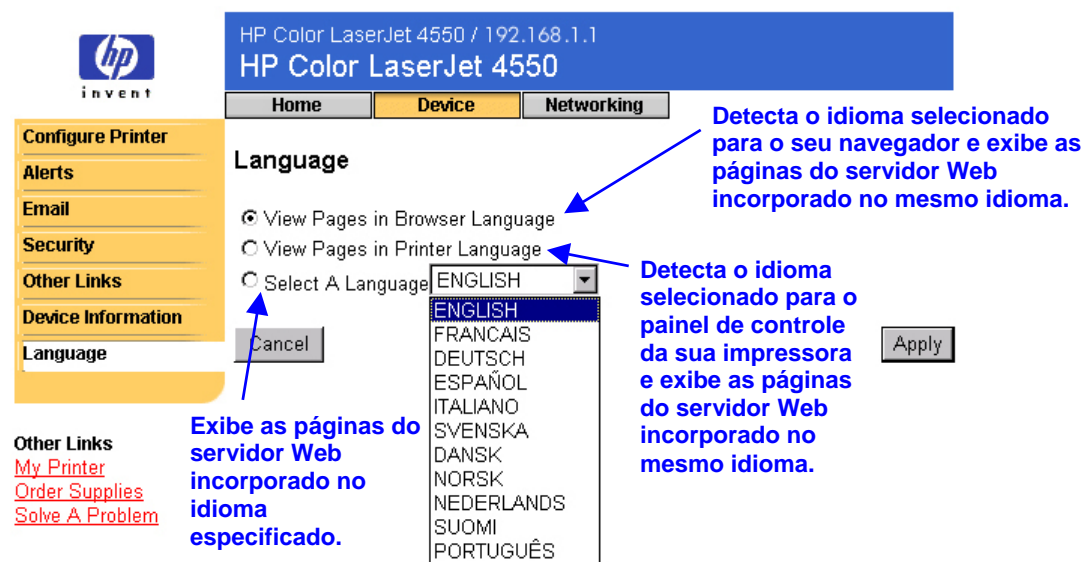 HP Color LaserJet 4550 / 192.168.1.1
HP Color LaserJet 4550
hp
invent
Home
Device
Networking
Configure Printer
Alerts
Email
Security
Other Links
Device Information
Language
Language
View Pages in Browser Language
View Pages in Printer Language
Select A Language
ENGLISH
ENGLISH
FRANCAIS
DEUTSCH
ESPAÑOL
ITALIANO
SVENSKA
DANSK
NORSK
NEDERLANDS
SUOMI
PORTUGUÊS
Cancel
Apply
Detecta o idioma selecionado
para o seu navegador e exibe as
páginas do servidor Web
incorporado no mesmo idioma.
Detecta o idioma
selecionado para o
painel de controle
da sua impressora
e exibe as páginas
do servidor Web
incorporado no
mesmo idioma.
Exibe as páginas do
servidor Web
incorporado no
idioma
especificado.
Other Links
My Printer
Order Supplies
Solve A Problem